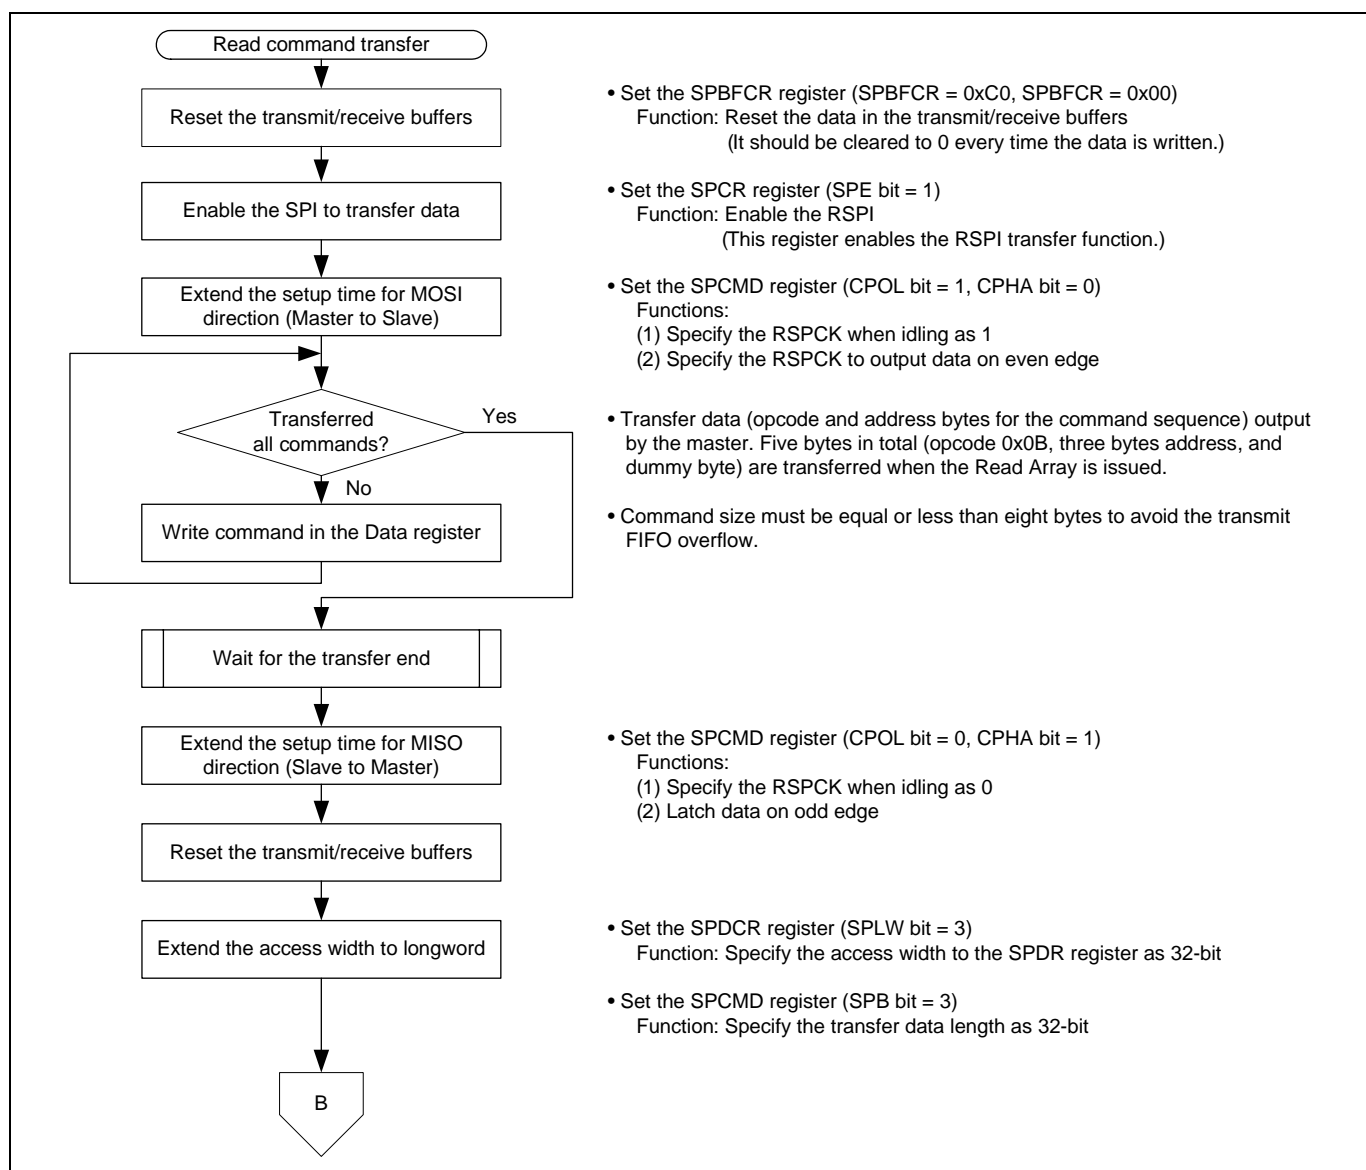 Read command transfer
Reset the transmit/receive buffers
• Set the SPBFCR register (SPBFCR = 0xC0, SPBFCR = 0x00)
Function: Reset the data in the transmit/receive buffers
(It should be cleared to 0 every time the data is written.)
Enable the SPI to transfer data
• Set the SPCR register (SPE bit = 1)
Function: Enable the RSPI
(This register enables the RSPI transfer function.)
Extend the setup time for MOSI
direction (Master to Slave)
• Set the SPCMD register (CPOL bit = 1, CPHA bit = 0)
Functions:
(1) Specify the RSPCK when idling as 1
(2) Specify the RSPCK to output data on even edge
Transferred
all commands?
Yes
No
• Transfer data (opcode and address bytes for the command sequence) output
by the master. Five bytes in total (opcode 0x0B, three bytes address, and
dummy byte) are transferred when the Read Array is issued.
Write command in the Data register
• Command size must be equal or less than eight bytes to avoid the transmit
FIFO overflow.
Wait for the transfer end
Extend the setup time for MISO
direction (Slave to Master)
• Set the SPCMD register (CPOL bit = 0, CPHA bit = 1)
Functions:
(1) Specify the RSPCK when idling as 0
(2) Latch data on odd edge
Reset the transmit/receive buffers
Extend the access width to longword
• Set the SPDCR register (SPLW bit = 3)
Function: Specify the access width to the SPDR register as 32-bit
• Set the SPCMD register (SPB bit = 3)
Function: Specify the transfer data length as 32-bit
B